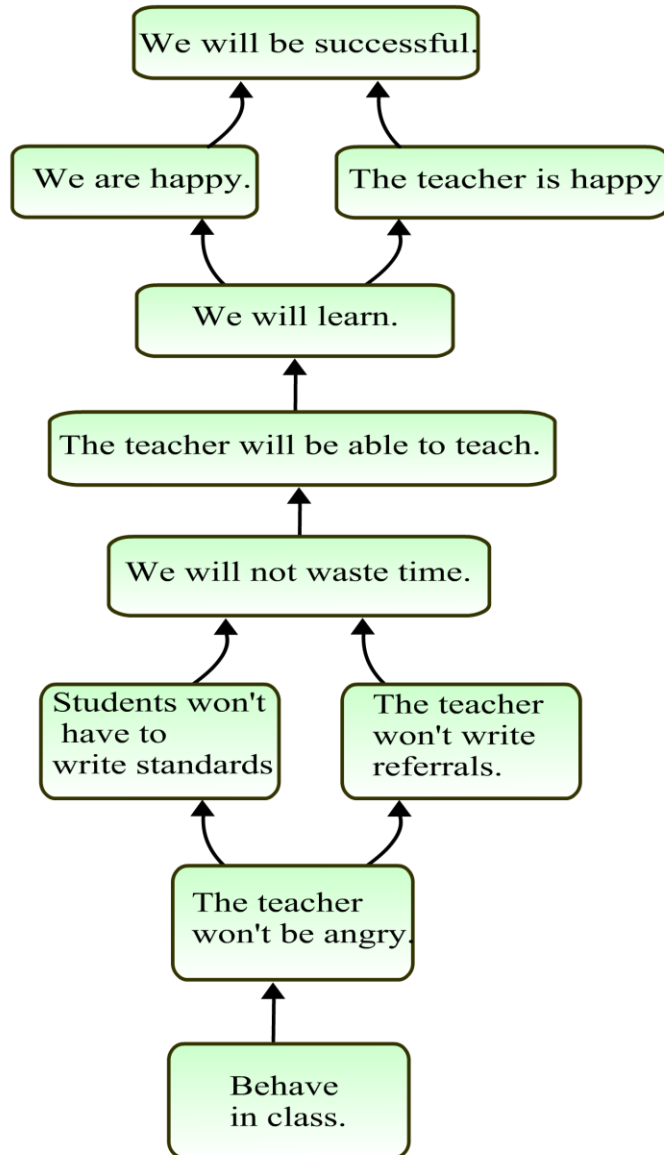 We will be successful.
We are happy.
The teacher is happy
We will learn.
The teacher will be able to teach.
We will not waste time.
Students won't
have to
write standards
The teacher
won't write
referrals.
The teacher
won't be angry.
Behave
in class.